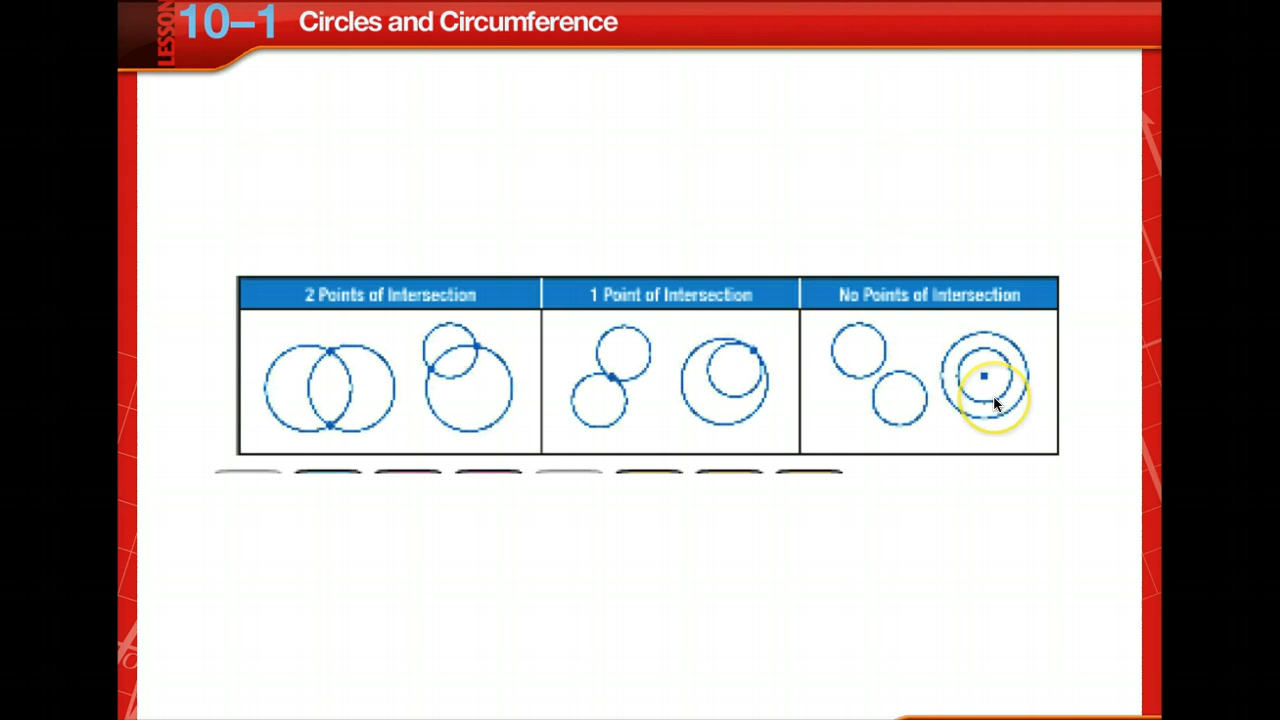 LESSON
10–1 Circles and Circumference
2 Points of Intersection
1 Point of Intersection
No Points of Intersection